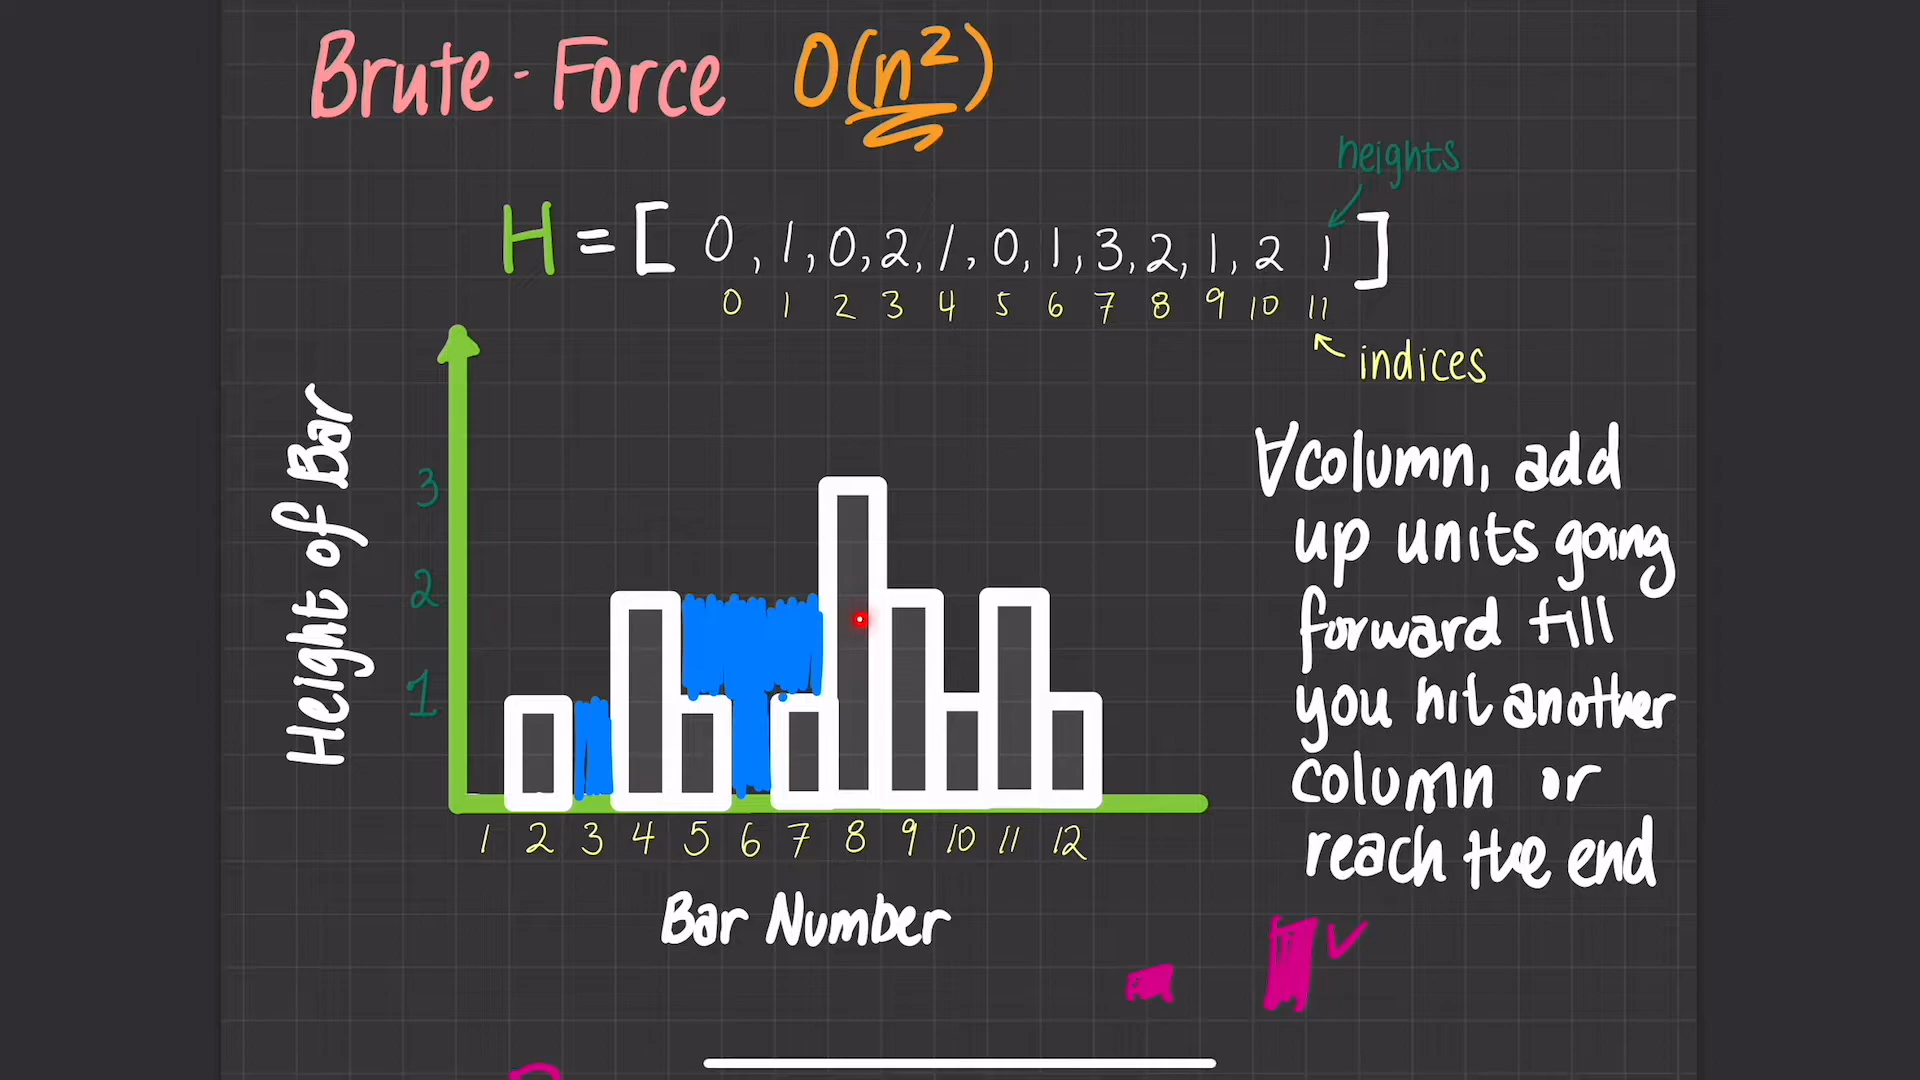 Brute-Force O(n²)
heights
H = [ 0, 1, 0, 2, 1, 0, 1, 3, 2, 1, 2 1 ]
0 1 2 3 4 5 6 7 8 9 10 11
indices
Height of Bar
3
2
1
1 2 3 4 5 6 7 8 9 10 11 12
Bar Number
∀column, add
up units going
forward till
you hit another
column or
reach the end